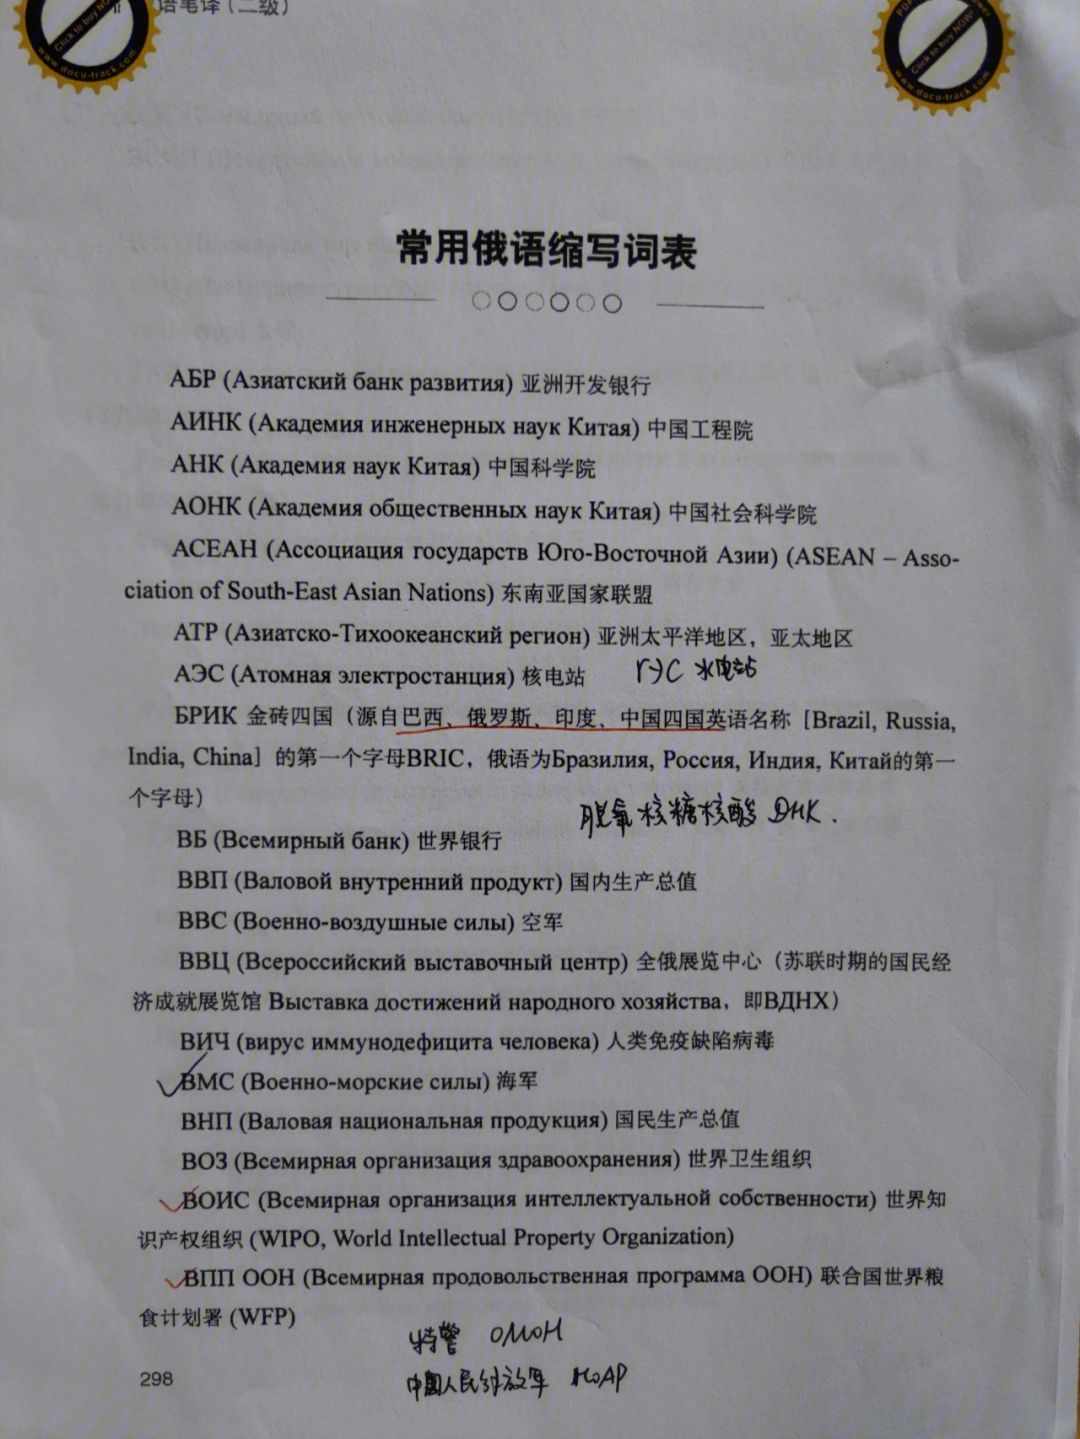 语笔译（二级）
Click to buy NOW!
www.docu-track.com
Click to buy NOW!
www.docu-track.com
常用俄语缩写词表
АБР (Азиатский банк развития) 亚洲开发银行
АИНК (Академия инженерных наук Китая) 中国工程院
АНК (Академия наук Китая) 中国科学院
АОНК (Академия общественных наук Китая) 中国社会科学院
АСЕАН (Ассоциация государств Юго-Восточной Азии) (ASEAN – Asso-
ciation of South-East Asian Nations) 东南亚国家联盟
АТР (Азиатско-Тихоокеанский регион) 亚洲太平洋地区，亚太地区
АЭС (Атомная электростанция) 核电站 ГЭС 水电站
БРИК 金砖四国（源自巴西、俄罗斯、印度、中国四国英语名称［Brazil, Russia,
India, China］的第一个字母BRIC，俄语为Бразилия, Россия, Индия, Китай的第一
个字母）
脱氧核糖核酸 ДНК.
ВБ (Всемирный банк) 世界银行
ВВП (Валовой внутренний продукт) 国内生产总值
ВВС (Военно-воздушные силы) 空军
ВВЦ (Всероссийский выставочный центр) 全俄展览中心（苏联时期的国民经
济成就展览馆 Выставка достижений народного хозяйства，即ВДНХ）
ВИЧ (вирус иммунодефицита человека) 人类免疫缺陷病毒
ВМС (Военно-морские силы) 海军
ВНП (Валовая национальная продукция) 国民生产总值
ВОЗ (Всемирная организация здравоохранения) 世界卫生组织
ВОИС (Всемирная организация интеллектуальной собственности) 世界知
识产权组织 (WIPO, World Intellectual Property Organization)
ВПП ООН (Всемирная продовольственная программа ООН) 联合国世界粮
食计划署 (WFP)
特警 ОМОН
中国人民解放军 НОАР
298